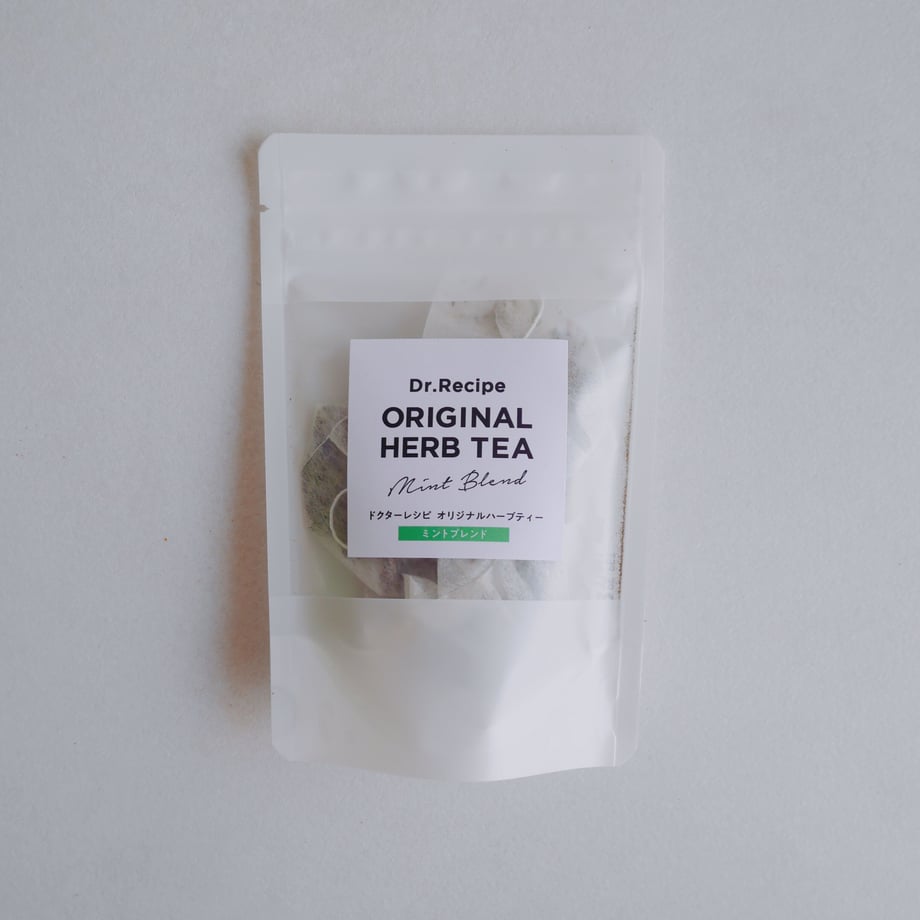 Dr.Recipe
ORIGINAL
HERB TEA
Mint Blend
ドクターレシピ オリジナルハーブティー
ミントブレンド